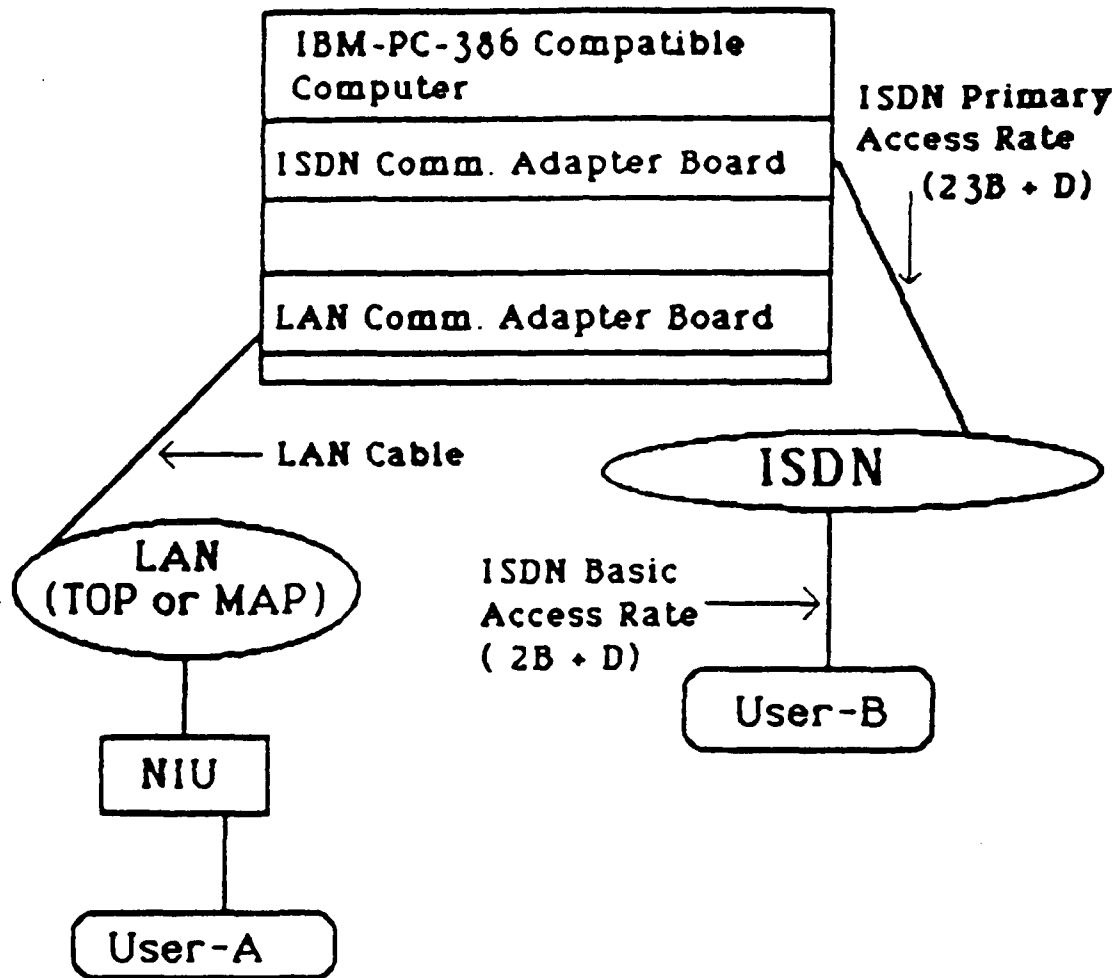 IBM-PC-386 Compatible
Computer
ISDN Comm. Adapter Board
LAN Comm. Adapter Board
ISDN Primary
Access Rate
(23B + D)
LAN Cable
ISDN
LAN
(TOP or MAP)
ISDN Basic
Access Rate
( 2B + D)
User-B
NIU
User-A